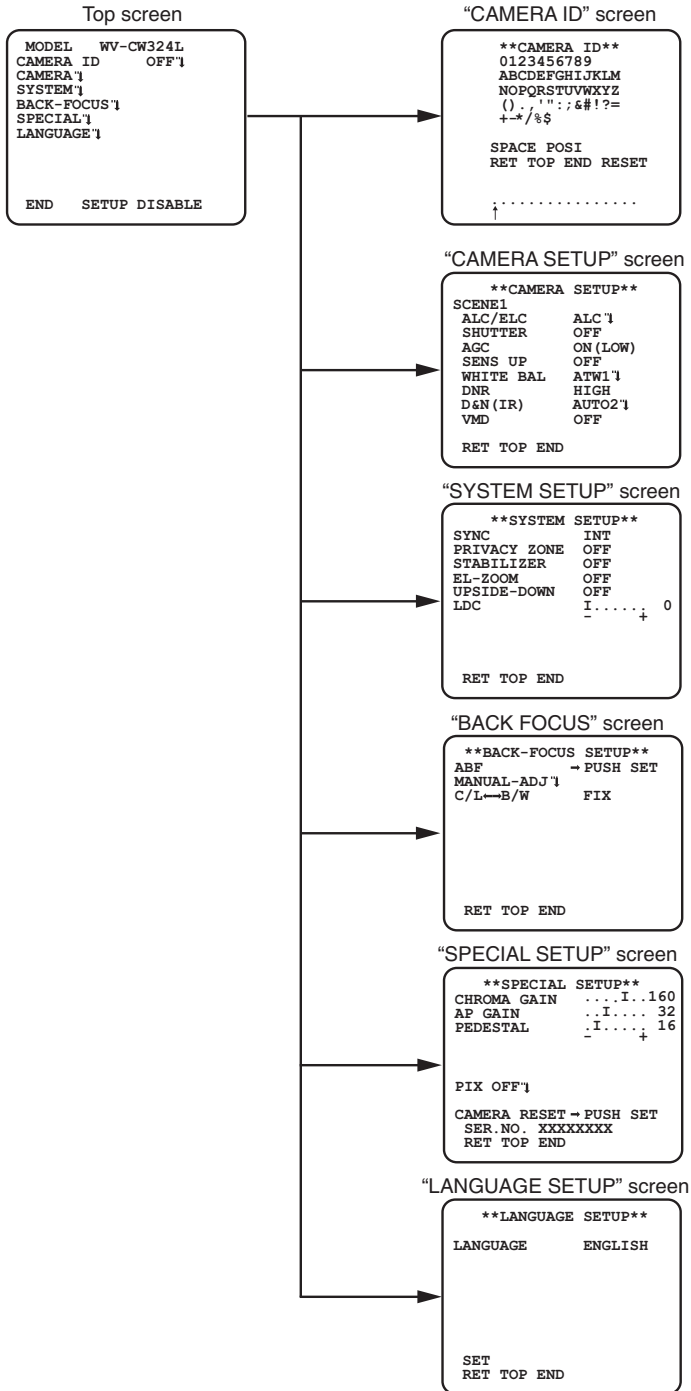 Top screen
MODEL WV-CW324L
CAMERA ID OFF
CAMERA
SYSTEM
BACK-FOCUS
SPECIAL
LANGUAGE
END SETUP DISABLE
“CAMERA ID” screen
**CAMERA ID**
0123456789
ABCDEFGHIJKLM
NOPQRSTUVWXYZ
().,'":;&#!?=
+-*/%$
SPACE POSI
RET TOP END RESET
................
↑
“CAMERA SETUP” screen
**CAMERA SETUP**
SCENE1
ALC/ELC ALC
SHUTTER OFF
AGC ON(LOW)
SENS UP OFF
WHITE BAL ATW1
DNR HIGH
D&N(IR) AUTO2
VMD OFF
RET TOP END
“SYSTEM SETUP” screen
**SYSTEM SETUP**
SYNC INT
PRIVACY ZONE OFF
STABILIZER OFF
EL-ZOOM OFF
UPSIDE-DOWN OFF
LDC I...... 0
- +
RET TOP END
“BACK FOCUS” screen
**BACK-FOCUS SETUP**
ABF → PUSH SET
MANUAL-ADJ
C/L←→B/W FIX
RET TOP END
“SPECIAL SETUP” screen
**SPECIAL SETUP**
CHROMA GAIN ....I..160
AP GAIN ..I.... 32
PEDESTAL .I..... 16
- +
PIX OFF
CAMERA RESET → PUSH SET
SER.NO. XXXXXXXX
RET TOP END
“LANGUAGE SETUP” screen
**LANGUAGE SETUP**
LANGUAGE ENGLISH
SET
RET TOP END